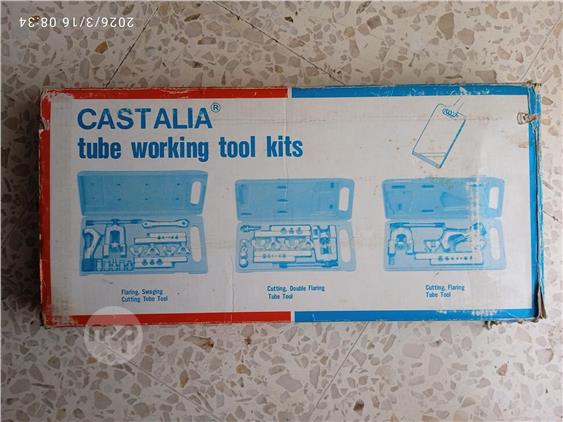 2026/3/16 08:34
CASTALIA®
tube working tool kits
Flaring, Swaging
Cutting Tube Tool
Cutting, Double Flaring
Tube Tool
Cutting, Flaring
Tube Tool